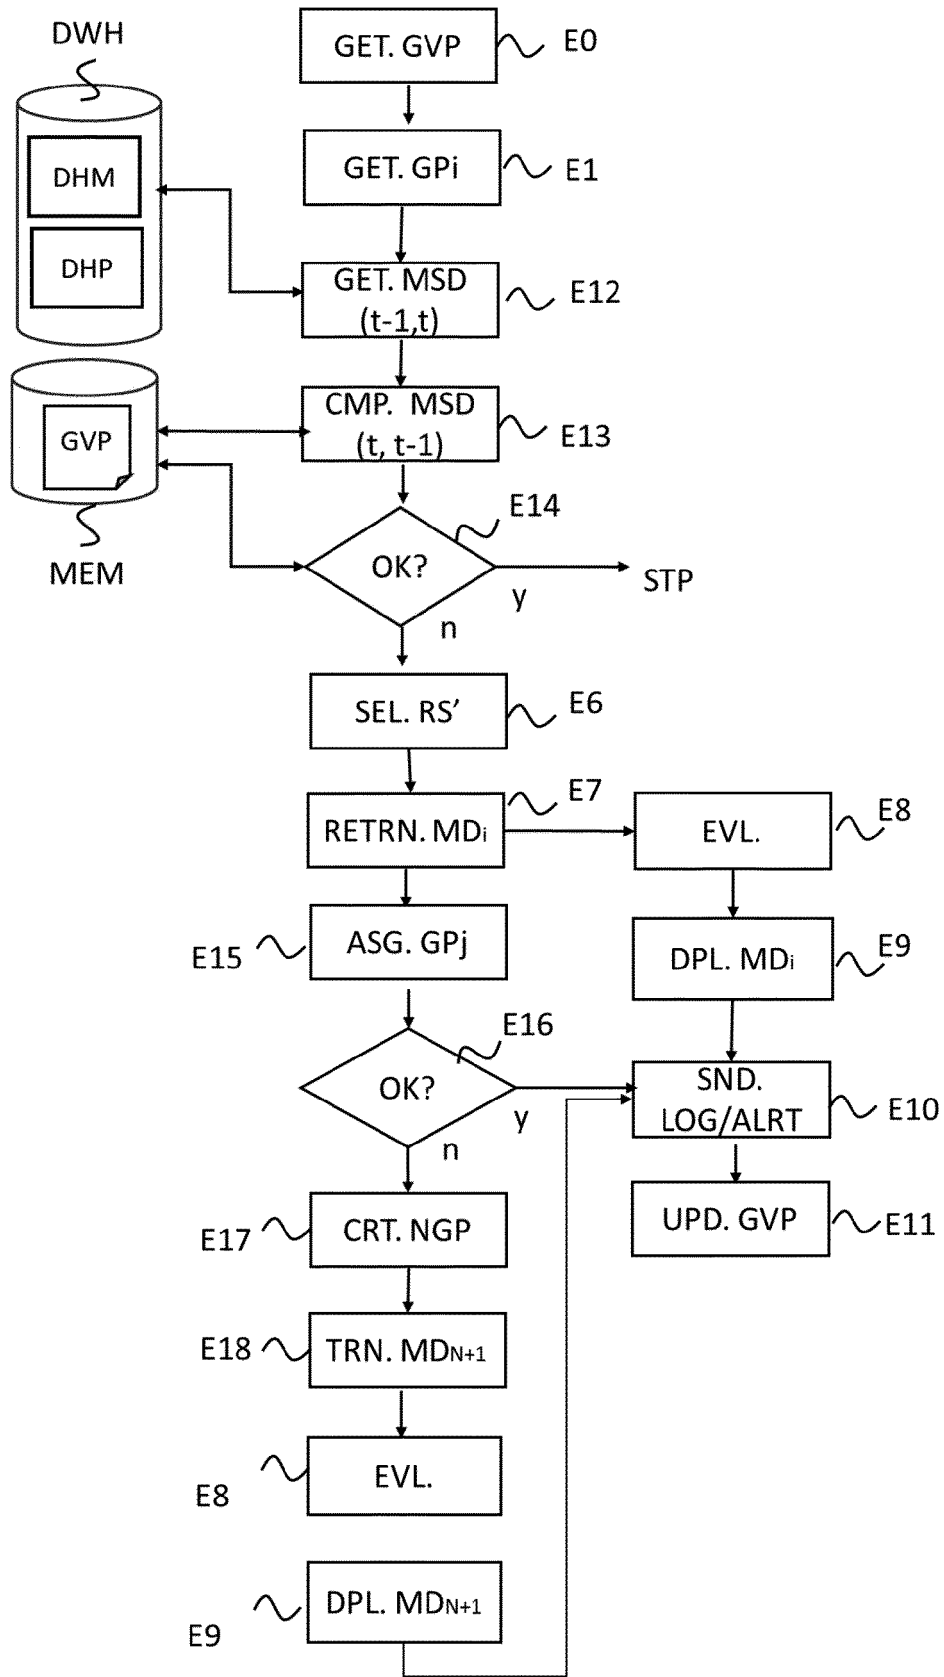 DWH
GET. GVP
E0
DHM
GET. GPi
E1
DHP
GET. MSD
(t-1,t)
E12
GVP
CMP. MSD
(t, t-1)
E13
MEM
E14
OK?
y
STP
n
SEL. RS’
E6
RETRN. MDi
E7
EVL.
E8
E15
ASG. GPj
DPL. MDi
E9
E16
OK?
y
n
SND.
LOG/ALRT
E10
E17
CRT. NGP
UPD. GVP
E11
E18
TRN. MDN+1
E8
EVL.
E9
DPL. MDN+1